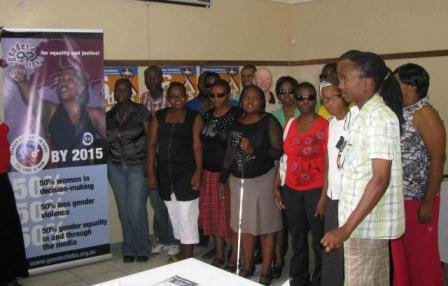 Gender
links
for equality and justice!
BY 2015
50% women in
decision-making
50% less gender
violence
50% gender equality
in and through
the media
www.genderlinks.org.za